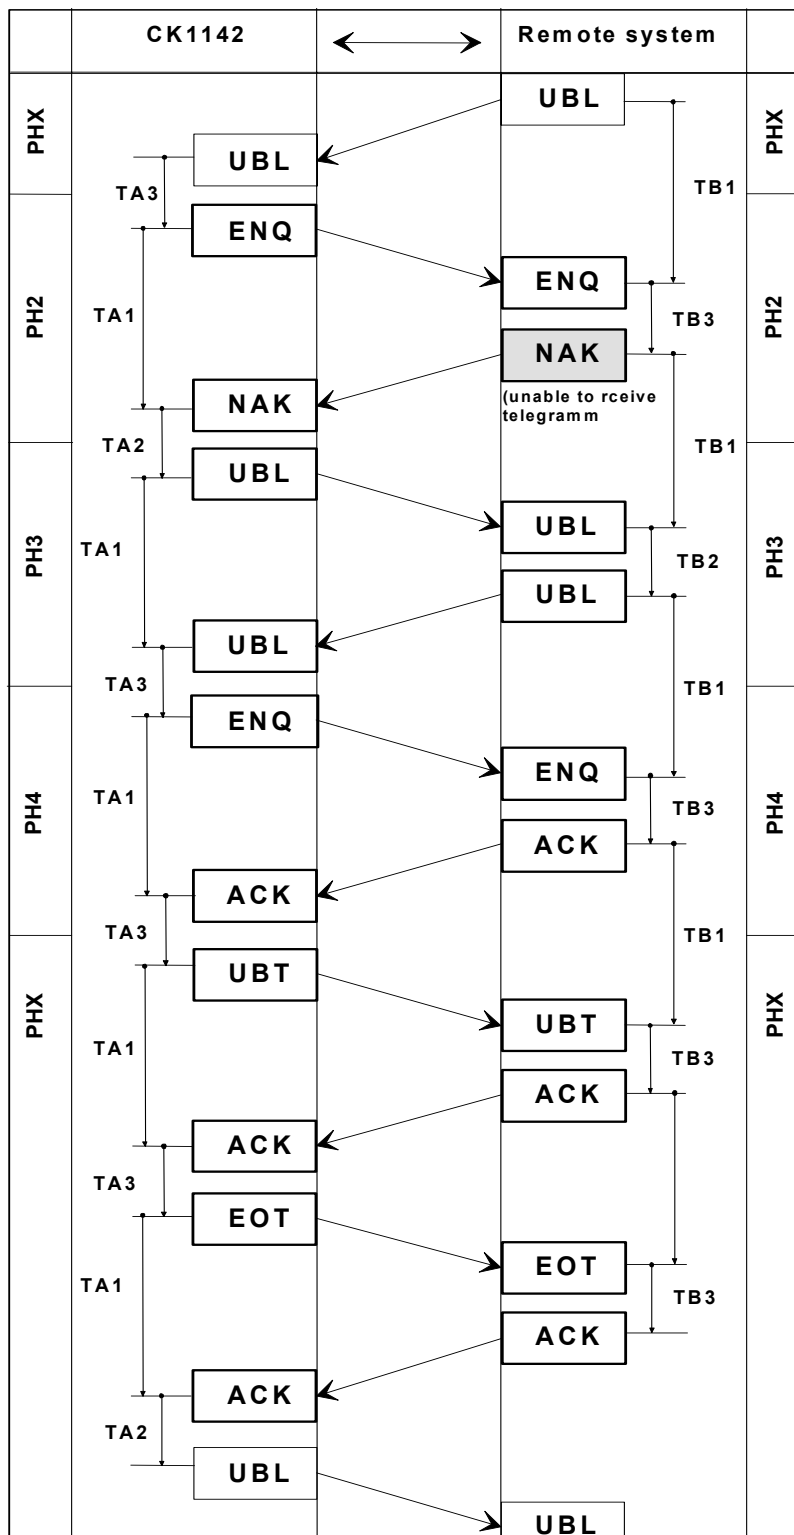 CK1142
Remote system
PHX
PHX
UBL
UBL
TA3
TB1
ENQ
PH2
PH2
TA1
ENQ
TB3
NAK
NAK
(unable to rceive
telegramm
TA2
TB1
UBL
PH3
PH3
TA1
UBL
TB2
UBL
UBL
TA3
TB1
ENQ
PH4
PH4
TA1
ENQ
TB3
ACK
ACK
TA3
TB1
UBT
PHX
PHX
TA1
UBT
TB3
ACK
ACK
TA3
EOT
TA1
EOT
TB3
ACK
ACK
TA2
UBL
UBL